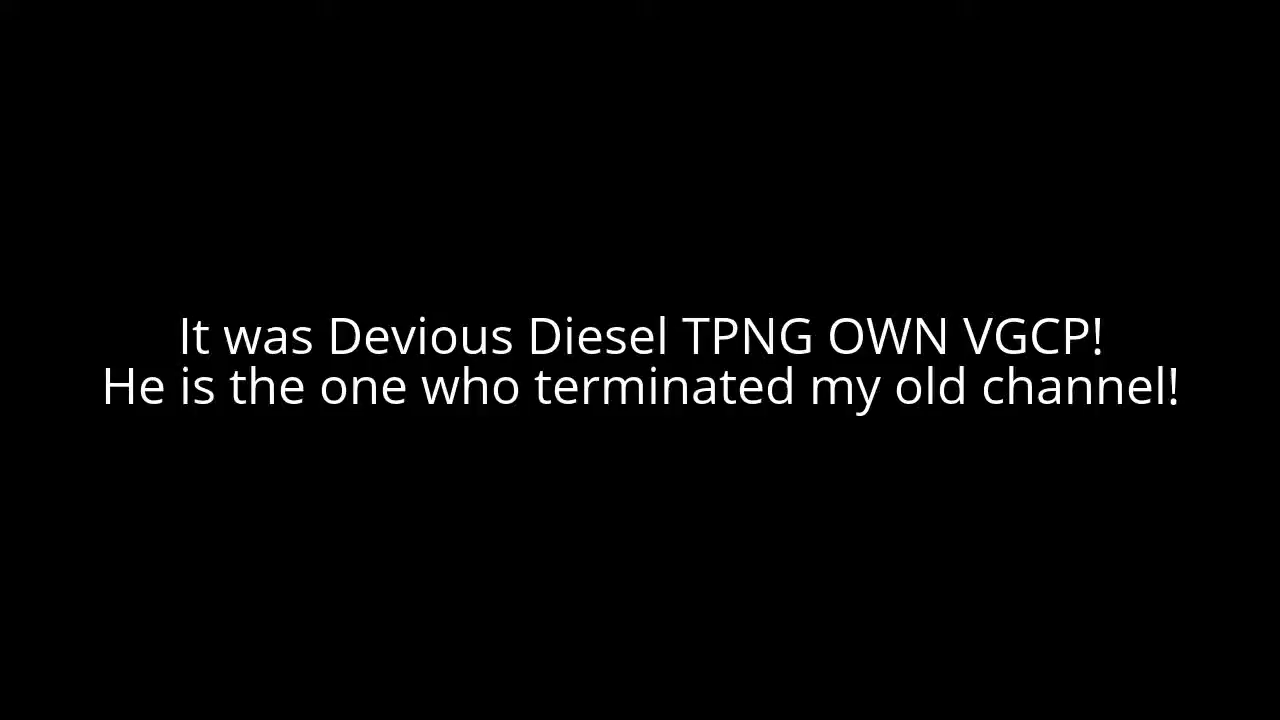 It was Devious Diesel TPNG OWN VGCP!
He is the one who terminated my old channel!